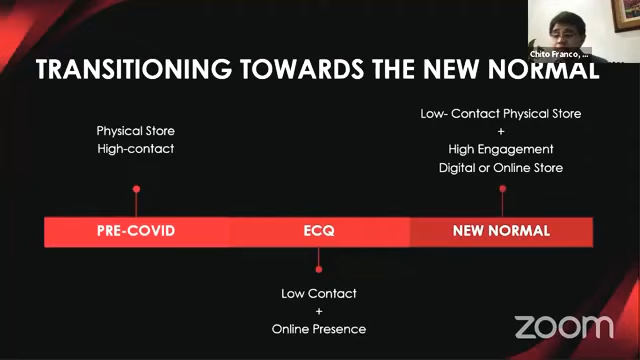 Chito Franco, ...
TRANSITIONING TOWARDS THE NEW NORMAL
Physical Store
High-contact
Low- Contact Physical Store
+
High Engagement
Digital or Online Store
PRE-COVID
ECQ
NEW NORMAL
Low Contact
+
Online Presence
zoom